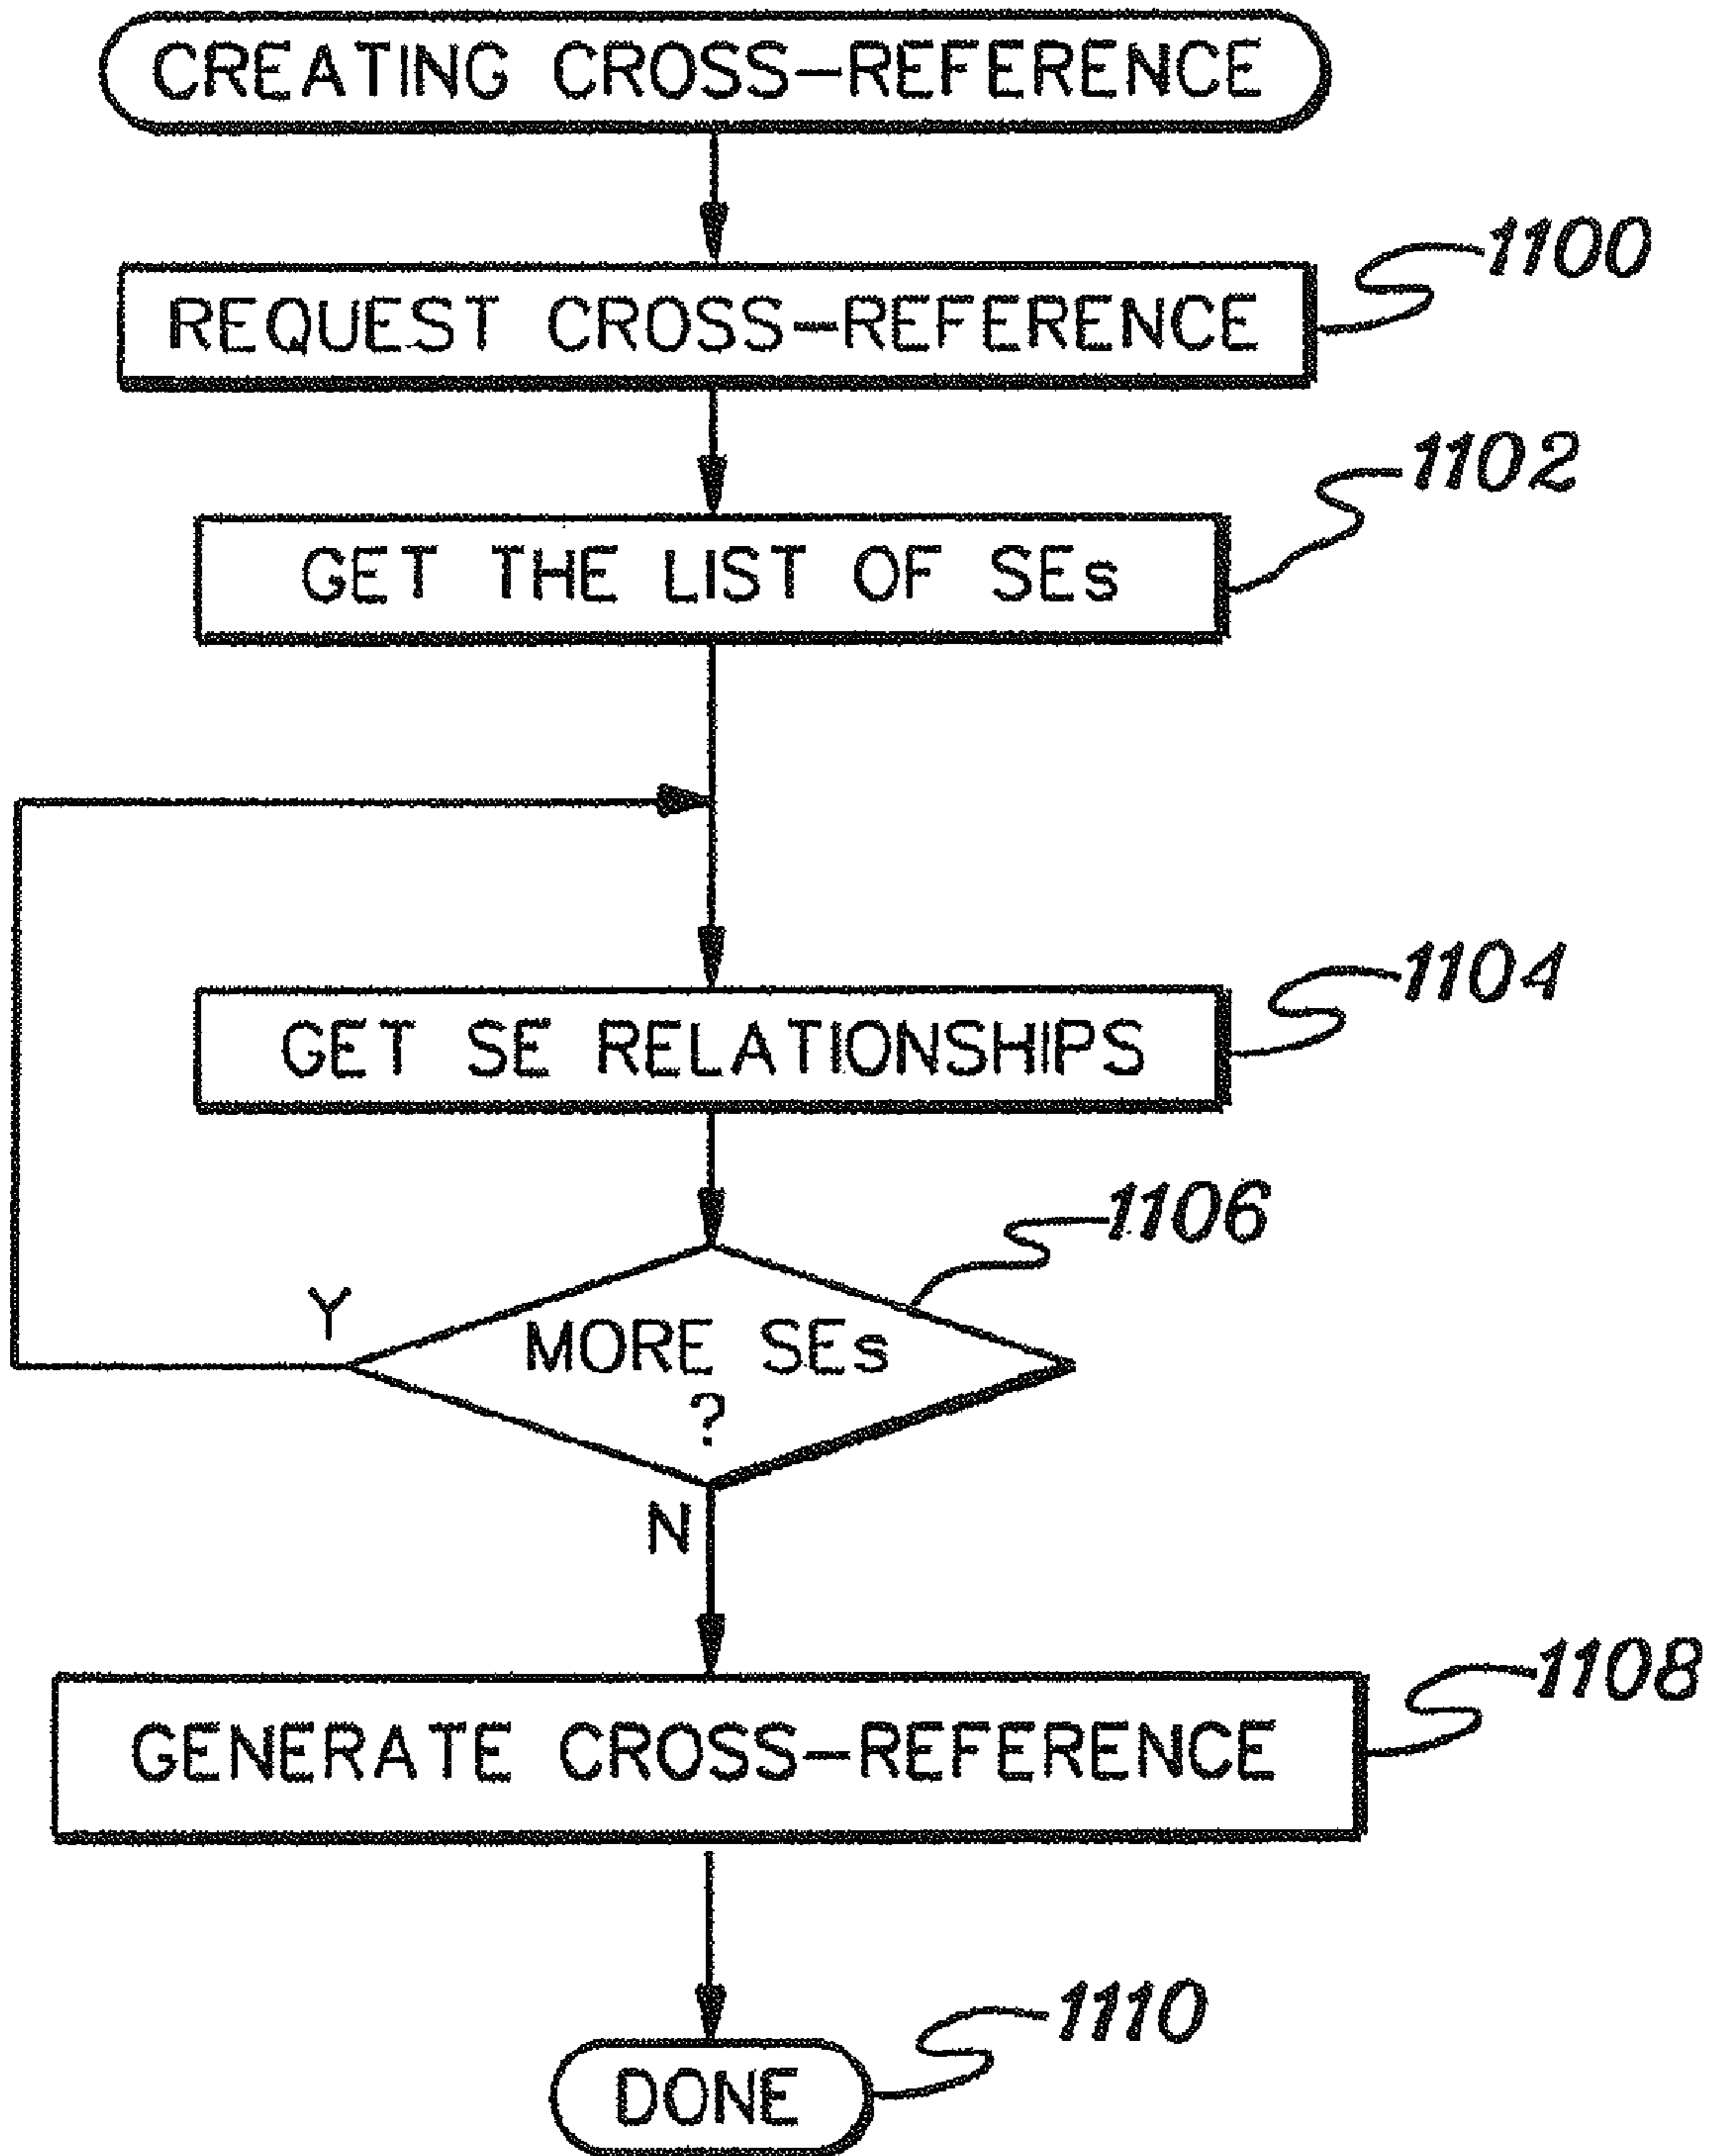 CREATING CROSS-REFERENCE
1100
REQUEST CROSS-REFERENCE
1102
GET THE LIST OF SEs
1104
GET SE RELATIONSHIPS
1106
Y
MORE SEs
?
N
1108
GENERATE CROSS-REFERENCE
1110
DONE